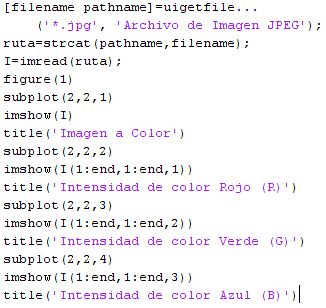 [filename pathname]=uigetfile...
('*.jpg', 'Archivo de Imagen JPEG');
ruta=strcat(pathname,filename);
I=imread(ruta);
figure(1)
subplot(2,2,1)
imshow(I)
title('Imagen a Color')
subplot(2,2,2)
imshow(I(1:end,1:end,1))
title('Intensidad de color Rojo (R)')
subplot(2,2,3)
imshow(I(1:end,1:end,2))
title('Intensidad de color Verde (G)')
subplot(2,2,4)
imshow(I(1:end,1:end,3))
title('Intensidad de color Azul (B)')